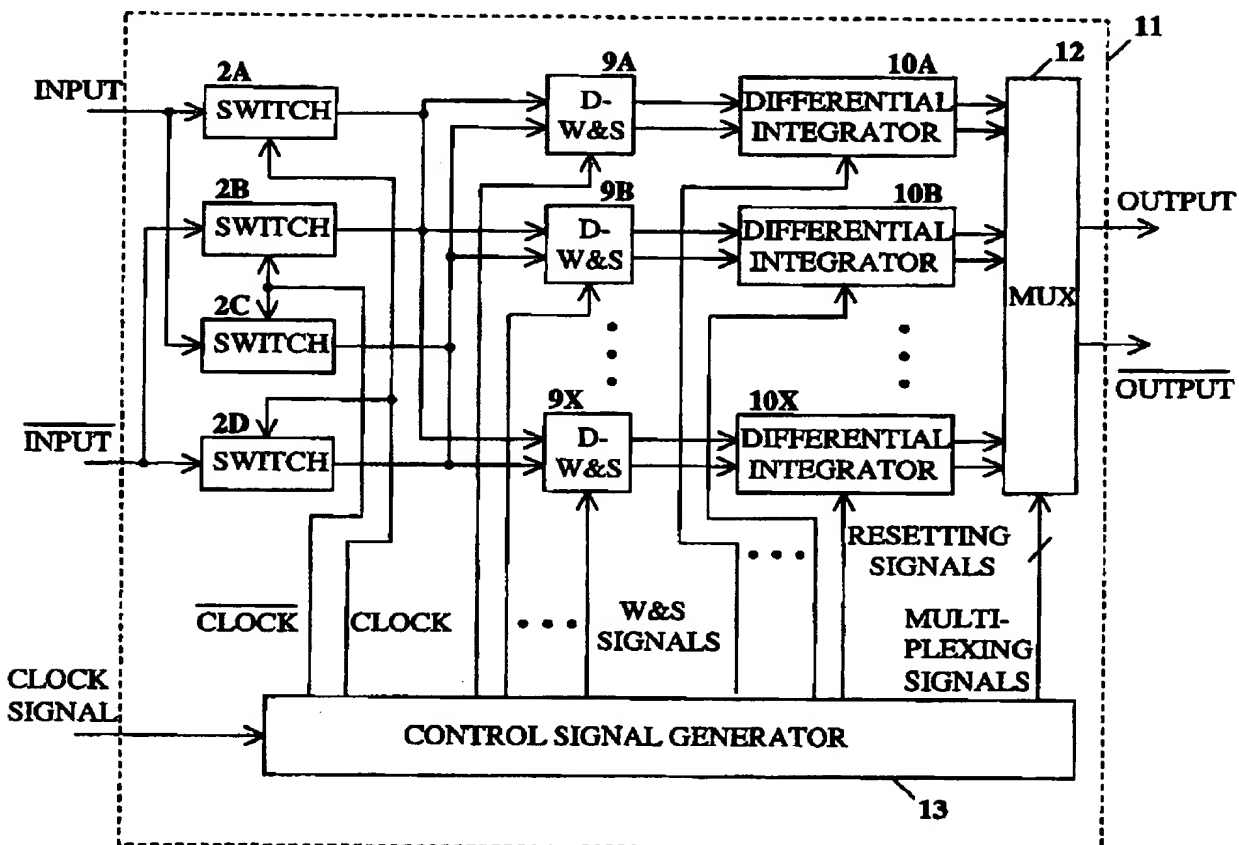 11
12
INPUT
2A
SWITCH
9A
D-
W&S
10A
DIFFERENTIAL
INTEGRATOR
2B
SWITCH
9B
D-
W&S
10B
DIFFERENTIAL
INTEGRATOR
OUTPUT
MUX
2C
SWITCH
OUTPUT
INPUT
2D
SWITCH
9X
D-
W&S
10X
DIFFERENTIAL
INTEGRATOR
RESETTING
SIGNALS
CLOCK
CLOCK
W&S
SIGNALS
MULTI-
PLEXING
SIGNALS
CLOCK
SIGNAL
CONTROL SIGNAL GENERATOR
13